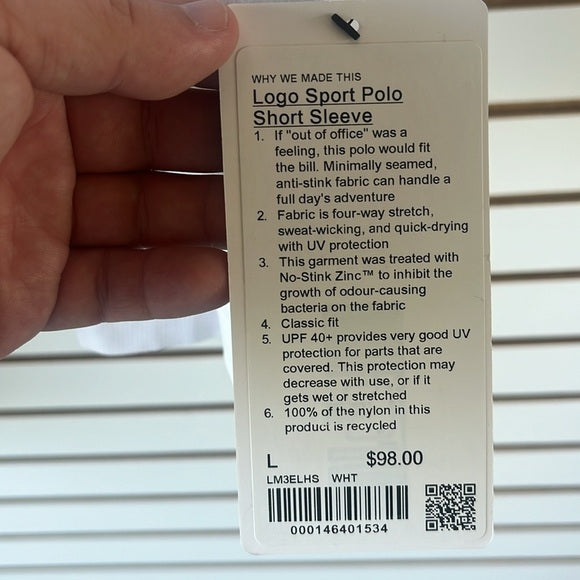 WHY WE MADE THIS
Logo Sport Polo
Short Sleeve
1. If "out of office" was a
feeling, this polo would fit
the bill. Minimally seamed,
anti-stink fabric can handle a
full day's adventure
2. Fabric is four-way stretch,
sweat-wicking, and quick-drying
with UV protection
3. This garment was treated with
No-Stink Zinc™ to inhibit the
growth of odour-causing
bacteria on the fabric
4. Classic fit
5. UPF 40+ provides very good UV
protection for parts that are
covered. This protection may
decrease with use, or if it
gets wet or stretched
6. 100% of the nylon in this
product is recycled
L $98.00
LM3ELHS WHT
000146401534